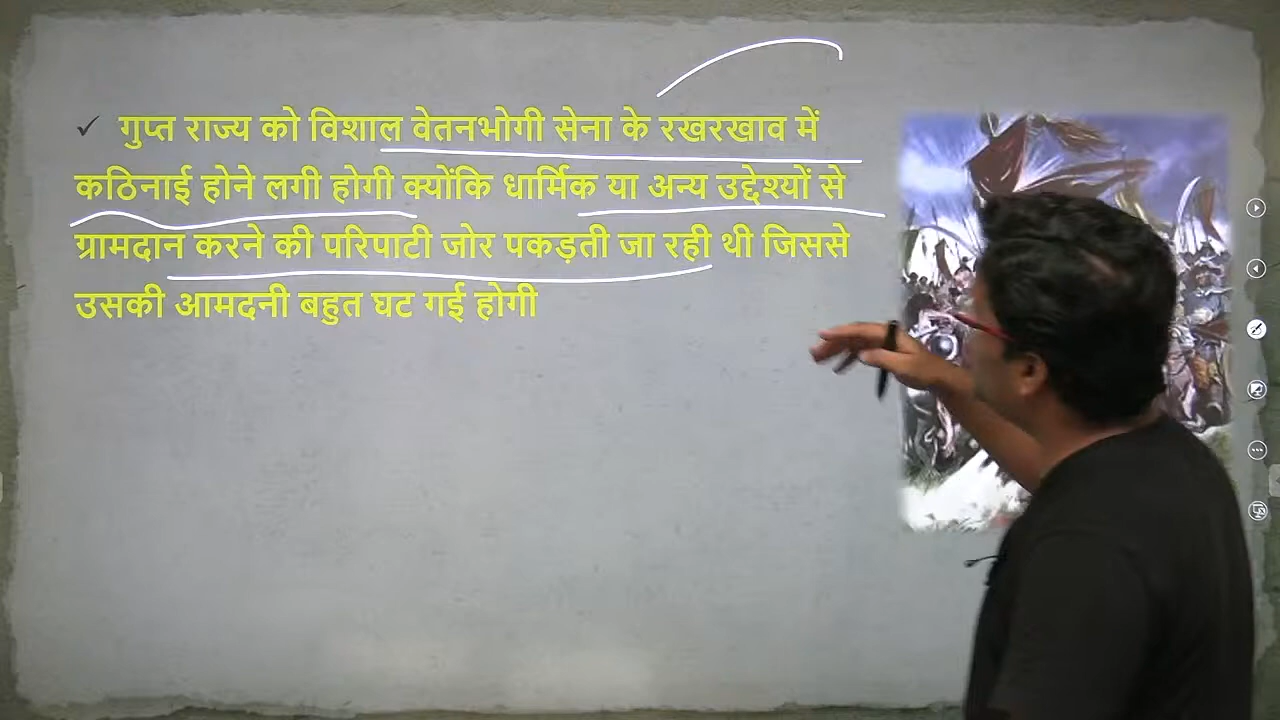 ✓ गुप्त राज्य को विशाल वेतनभोगी सेना के रखरखाव में
कठिनाई होने लगी होगी क्योंकि धार्मिक या अन्य उद्देश्यों से
ग्रामदान करने की परिपाटी जोर पकड़ती जा रही थी जिससे
उसकी आमदनी बहुत घट गई होगी